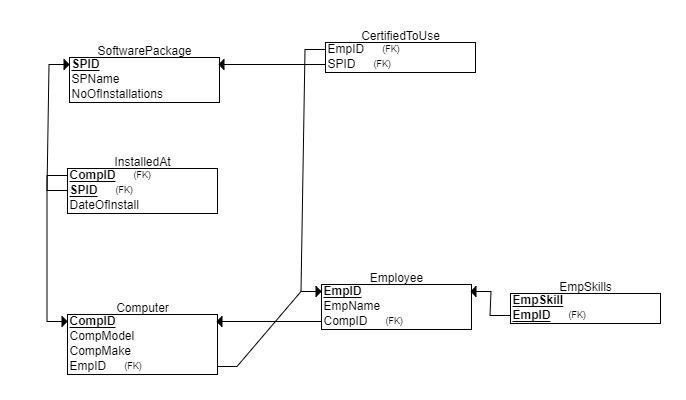 CertifiedToUse
EmpID (FK)
SPID (FK)
SoftwarePackage
SPID
SPName
NoOfInstallations
InstalledAt
CompID (FK)
SPID (FK)
DateOfInstall
Employee
EmpID
EmpName
CompID (FK)
EmpSkills
EmpSkill
EmpID (FK)
Computer
CompID
CompModel
CompMake
EmpID (FK)